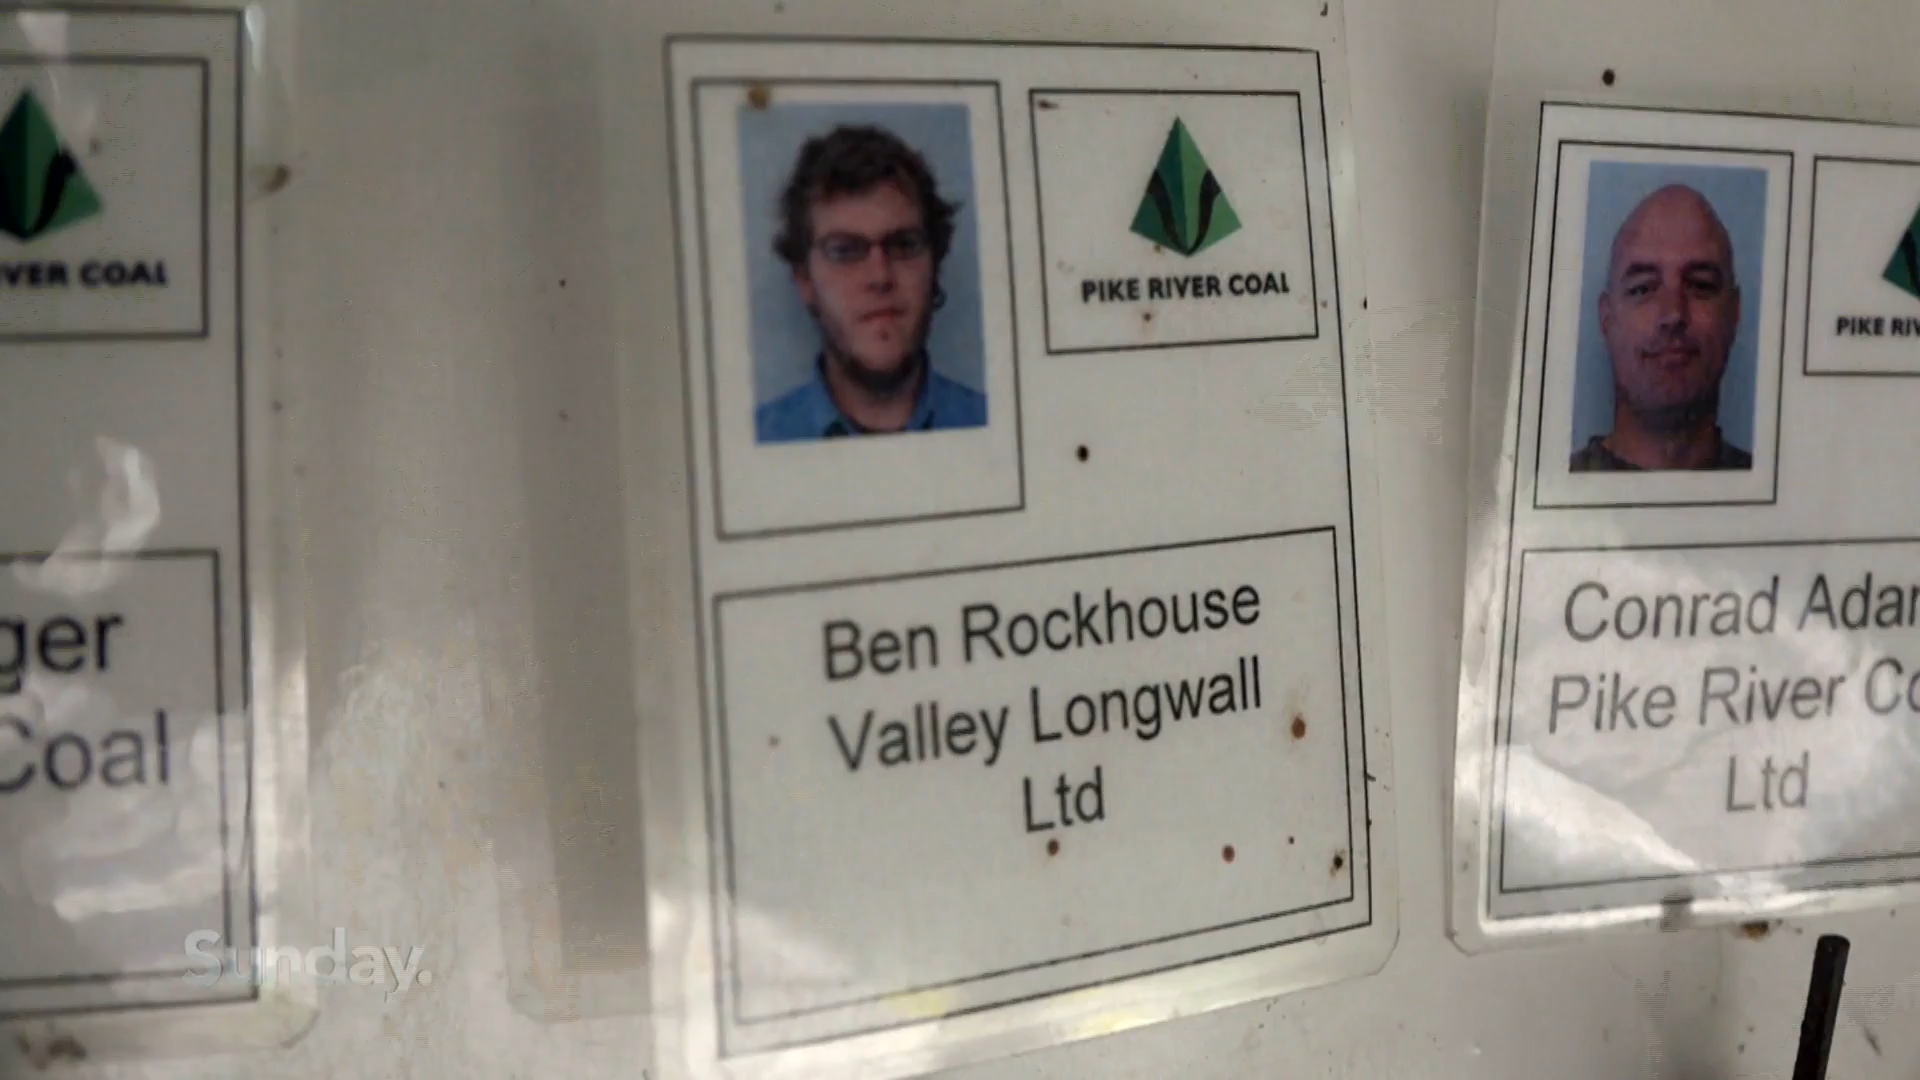 VER COAL
ger
Coal
PIKE RIVER COAL
Ben Rockhouse
Valley Longwall
Ltd
PIKE RIV
Conrad Adam
Pike River Co
Ltd
Sunday.